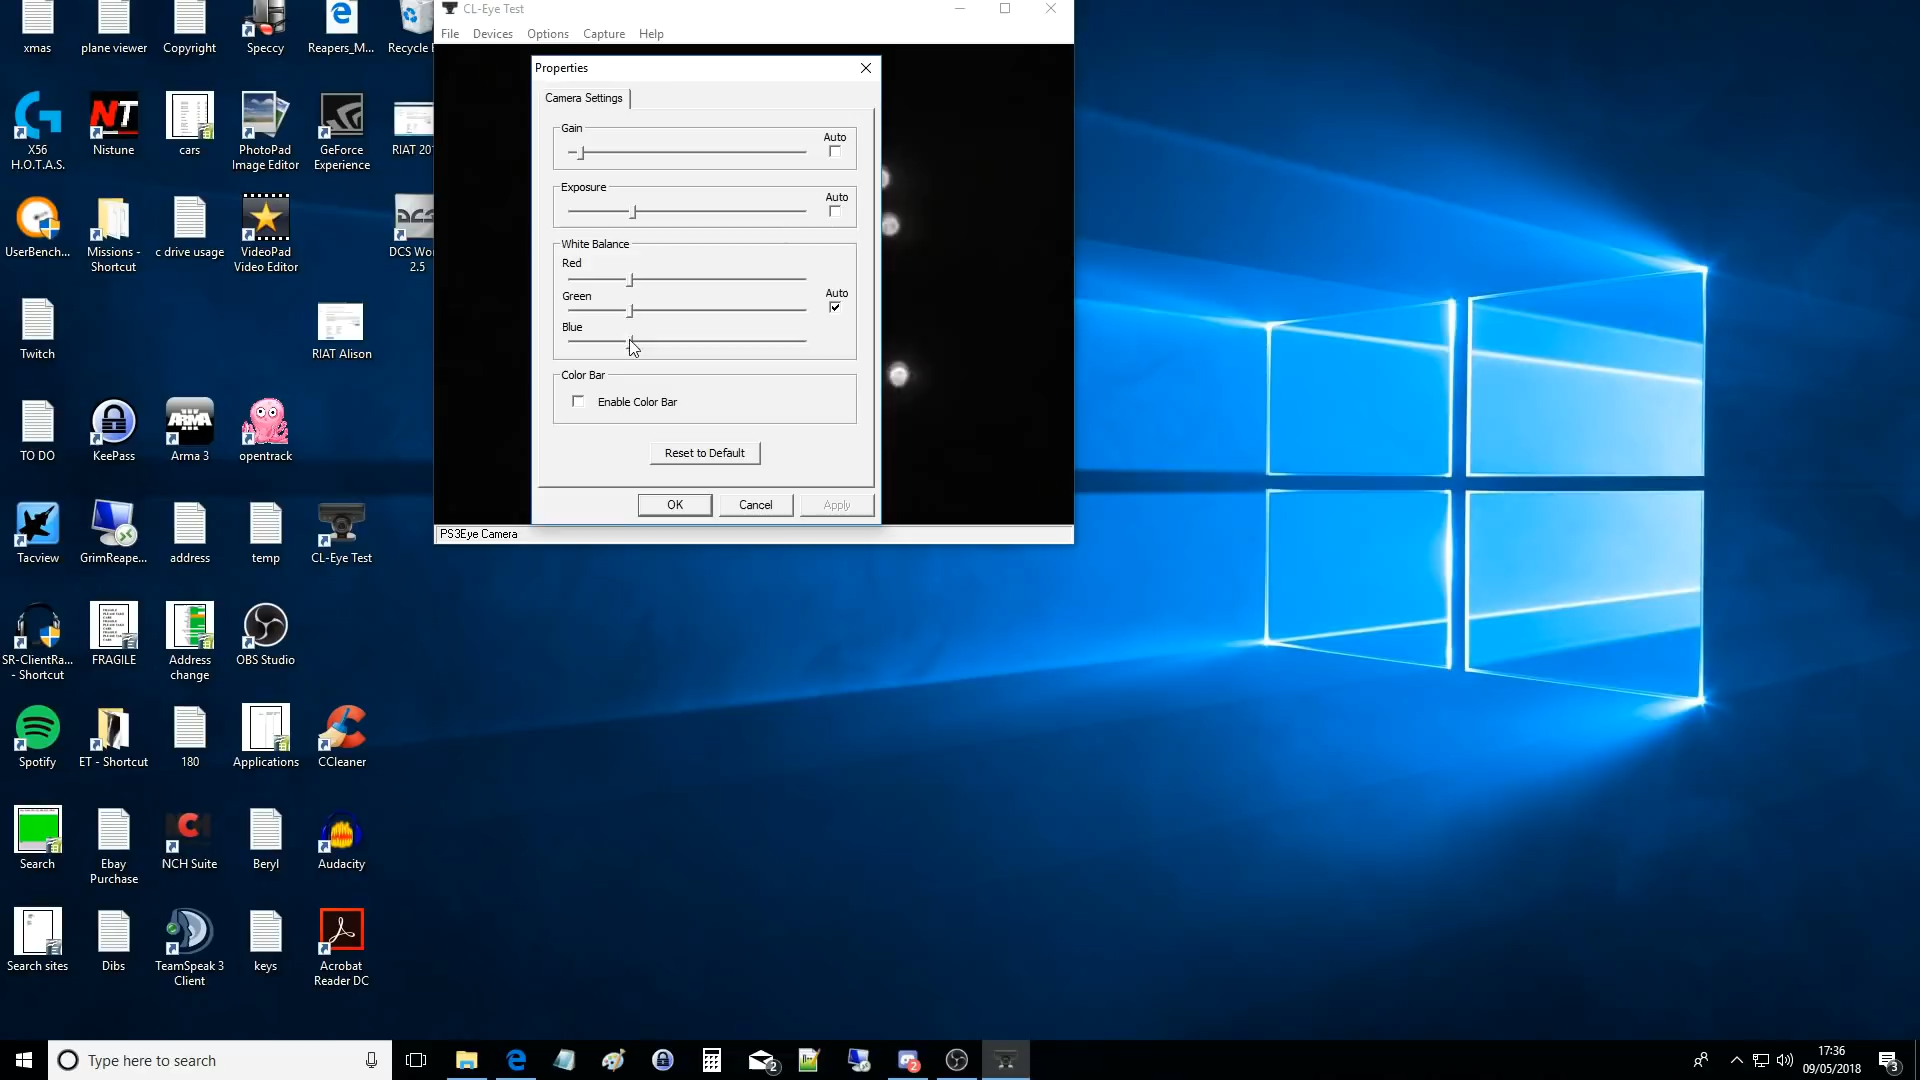 xmas
plane viewer
Copyright
Speccy
Reapers_M...
Recycle
CL-Eye Test
File Devices Options Capture Help
Properties
Camera Settings
Gain
Auto
Exposure
Auto
White Balance
Red
Green
Auto
Blue
Color Bar
Enable Color Bar
Reset to Default
OK
Cancel
Apply
PS3Eye Camera
X56
H.O.T.A.S.
NT
Nistune
cars
PhotoPad
Image Editor
GeForce
Experience
RIAT 20
UserBench...
Missions -
Shortcut
c drive usage
VideoPad
Video Editor
DCS
DCS Wo
2.5
Twitch
RIAT Alison
TO DO
KeePass
ARMA
Arma 3
opentrack
Tacview
GrimReape...
address
temp
CL-Eye Test
SR-ClientRa...
- Shortcut
FRAGILE
Address
change
OBS Studio
Spotify
ET - Shortcut
180
Applications
CCleaner
Search
Ebay
Purchase
NCH Suite
Beryl
Audacity
Search sites
Dibs
TeamSpeak 3
Client
keys
Acrobat
Reader DC
Type here to search
2
2
17:36
09/05/2018
3